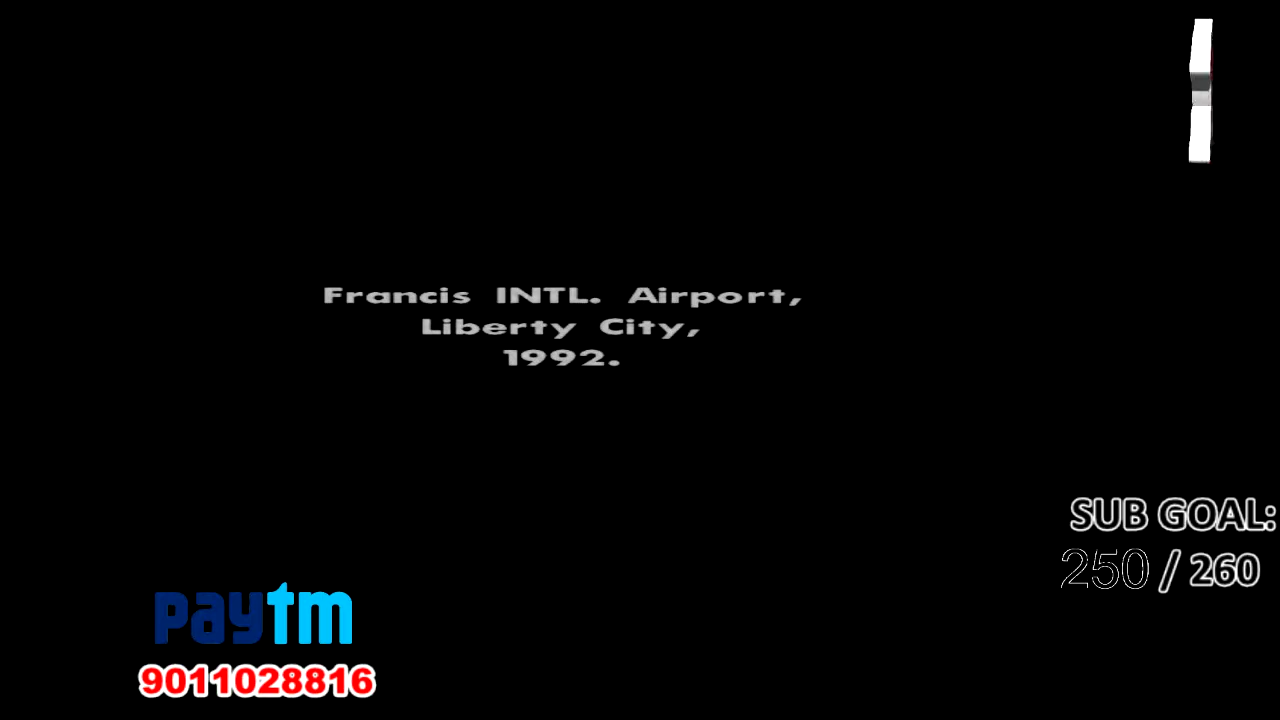 Francis INTL. Airport,
Liberty City,
1992.
SUB GOAL:
250 / 260
paytm
9011028816